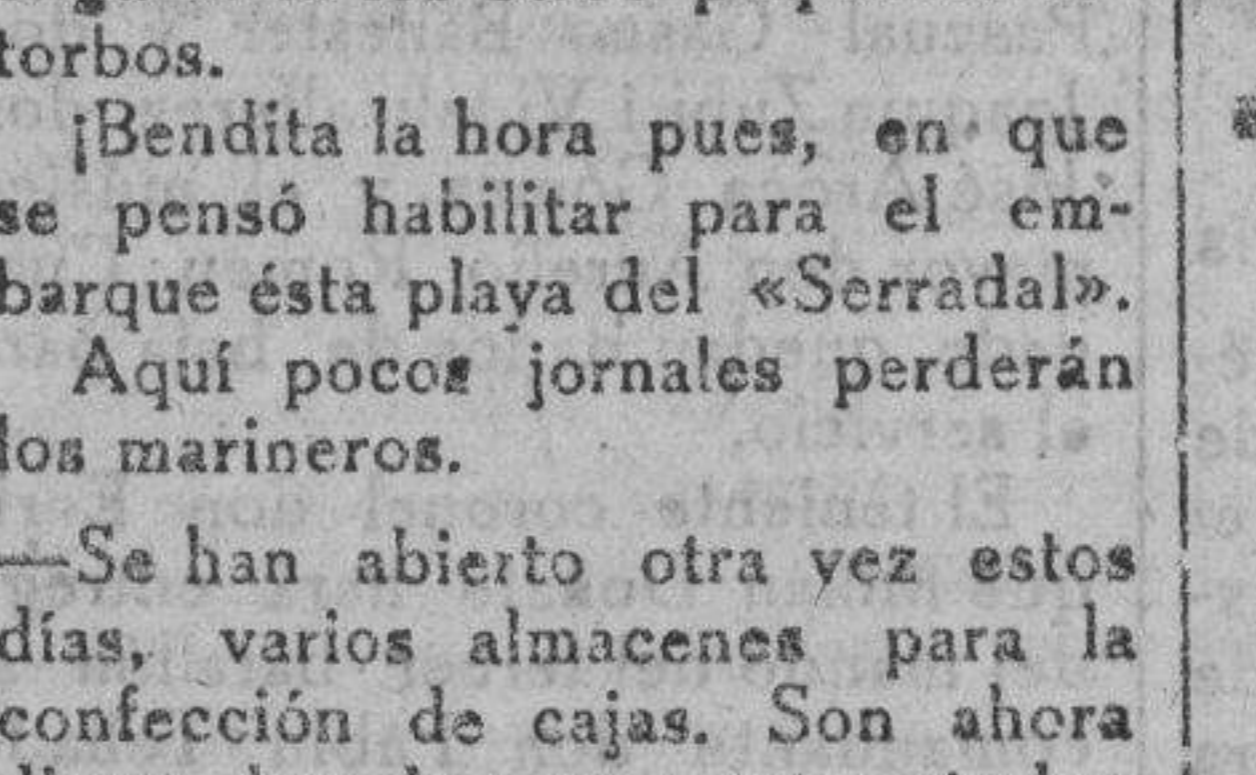 torbos.
¡Bendita la hora pues, en que
se pensó habilitar para el em-
barque ésta playa del «Serradal».
Aquí pocos jornales perderán
los marineros.
—Se han abierto otra vez estos
días, varios almacenes para la
confección de cajas. Son ahora